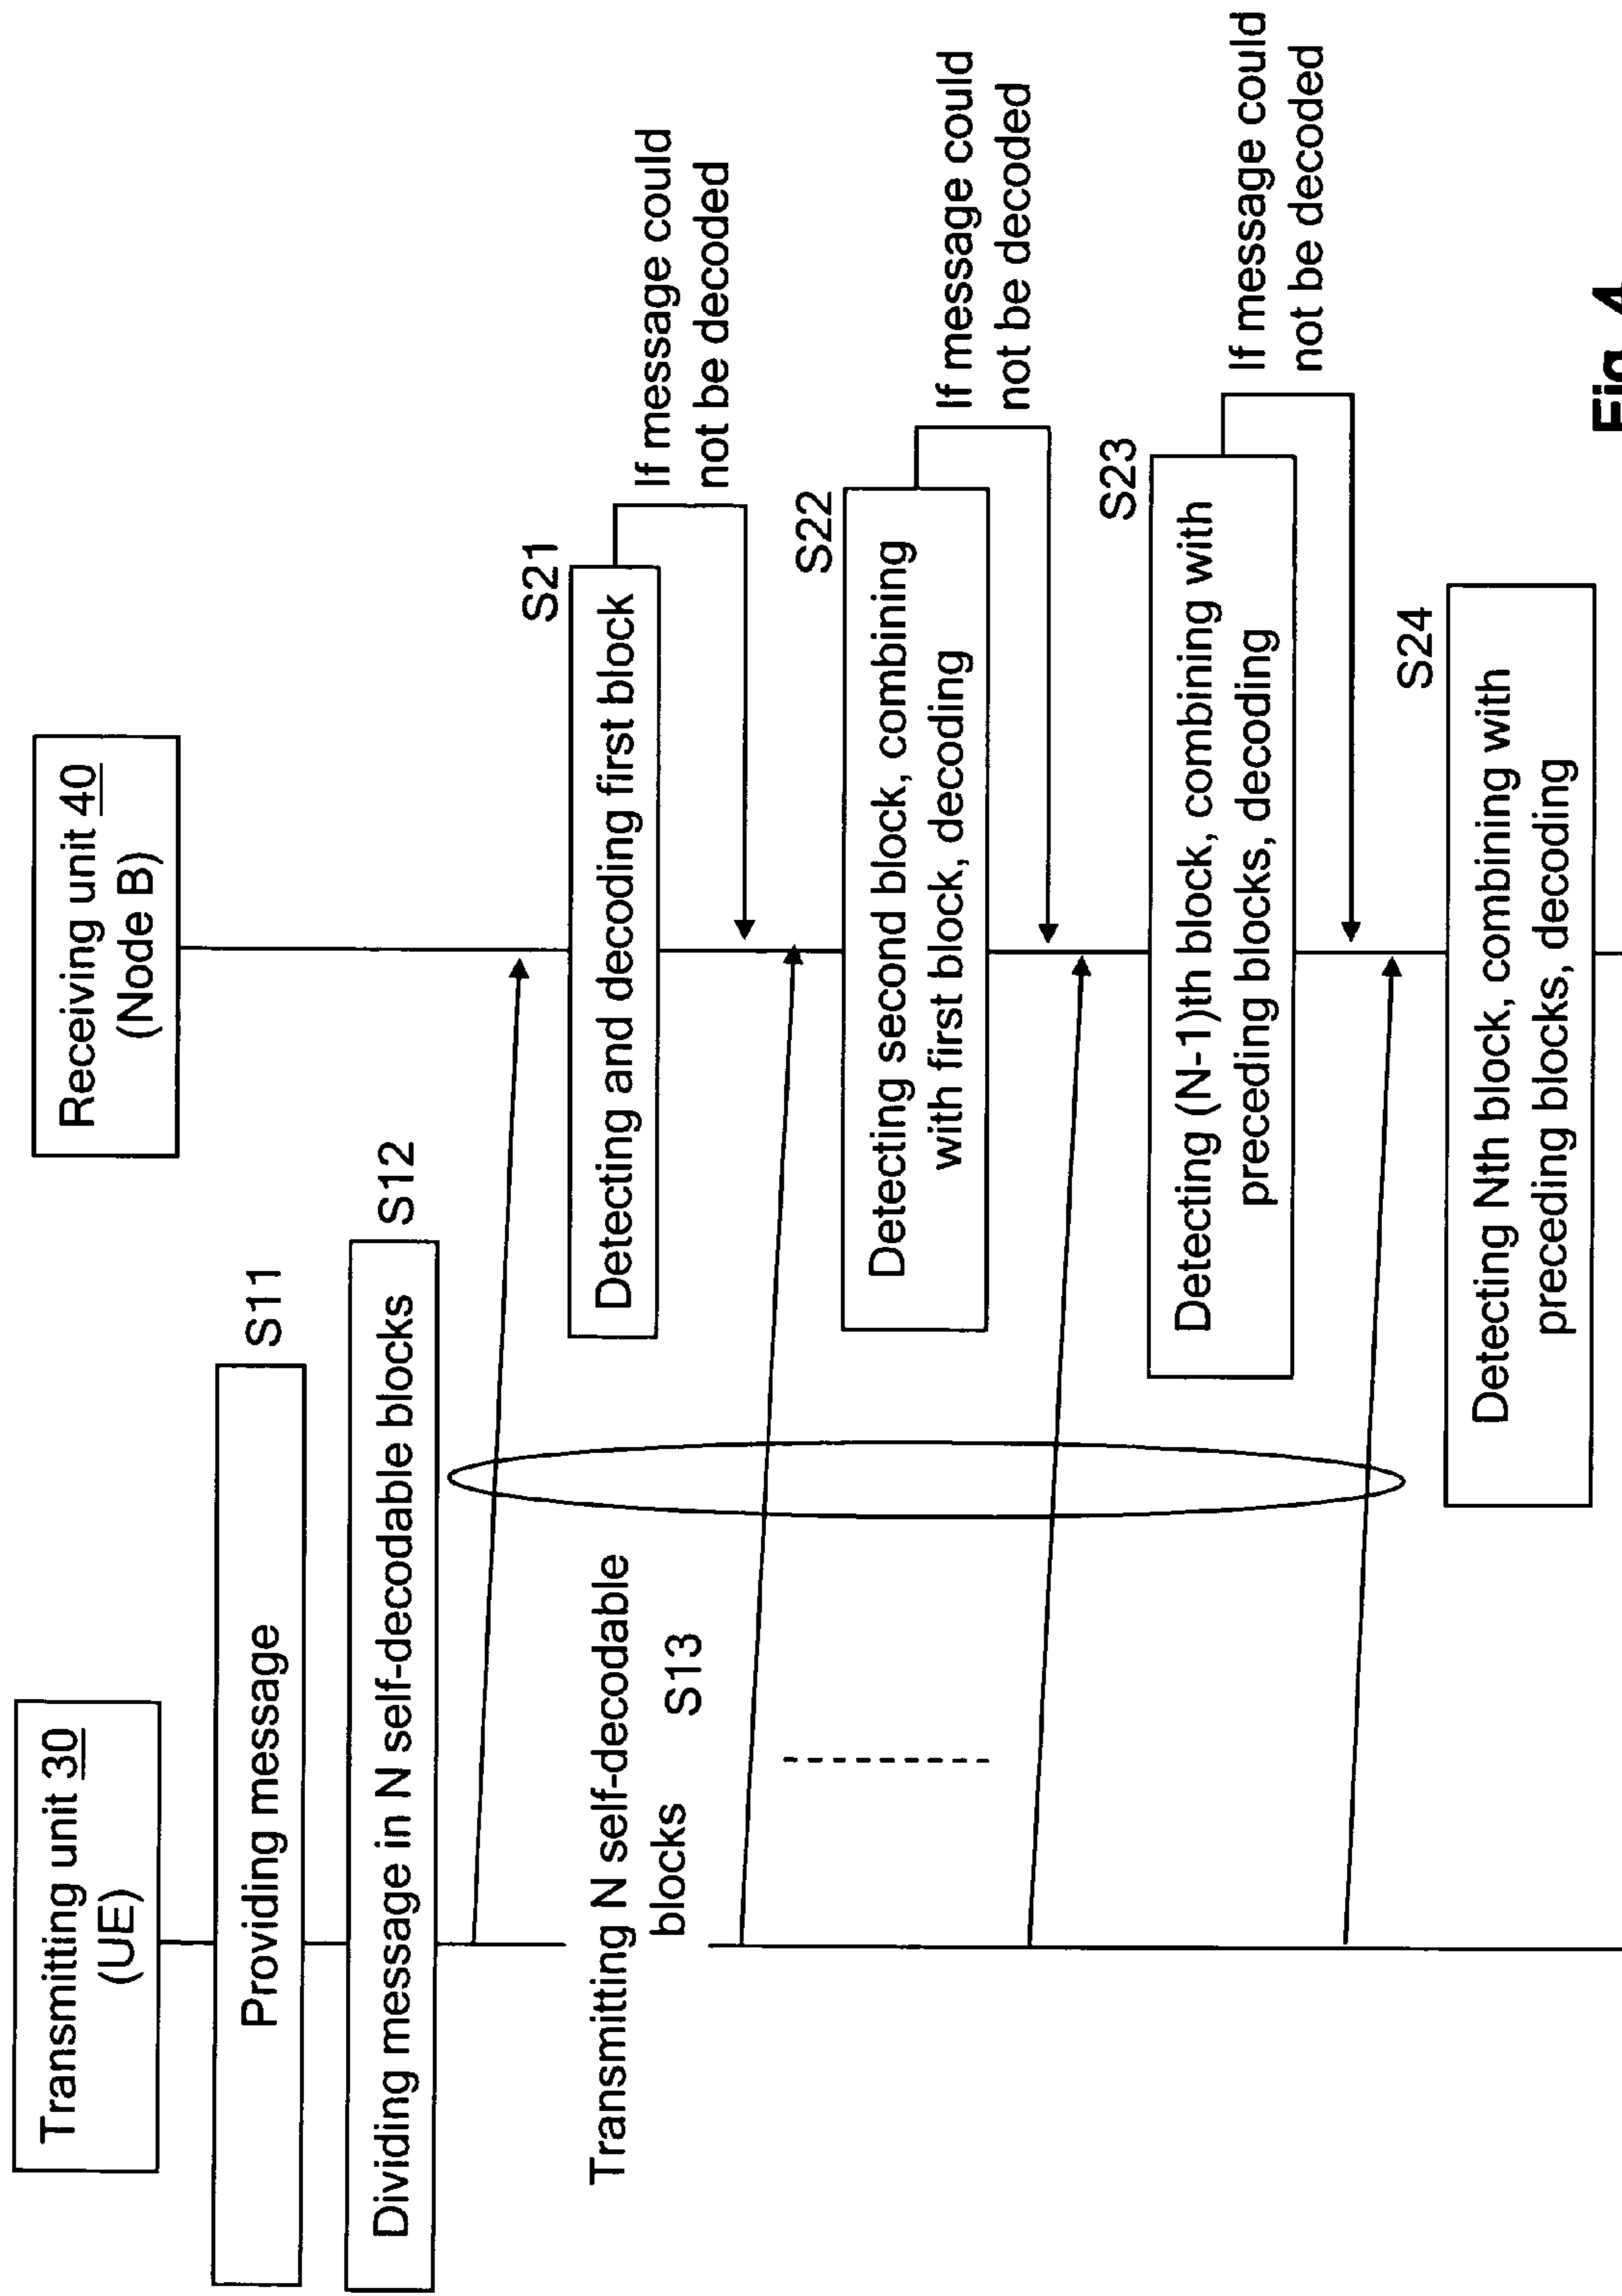 Transmitting unit 30
(UE)
Receiving unit 40
(Node B)
Providing message
S11
Dividing message in N self-decodable blocks
S12
Transmitting N self-decodable
blocks S13
S21
Detecting and decoding first block
If message could
not be decoded
S22
Detecting second block, combining
with first block, decoding
If message could
not be decoded
S23
Detecting (N-1)th block, combining with
preceding blocks, decoding
If message could
not be decoded
S24
Detecting Nth block, combining with
preceding blocks, decoding
Fig. 4